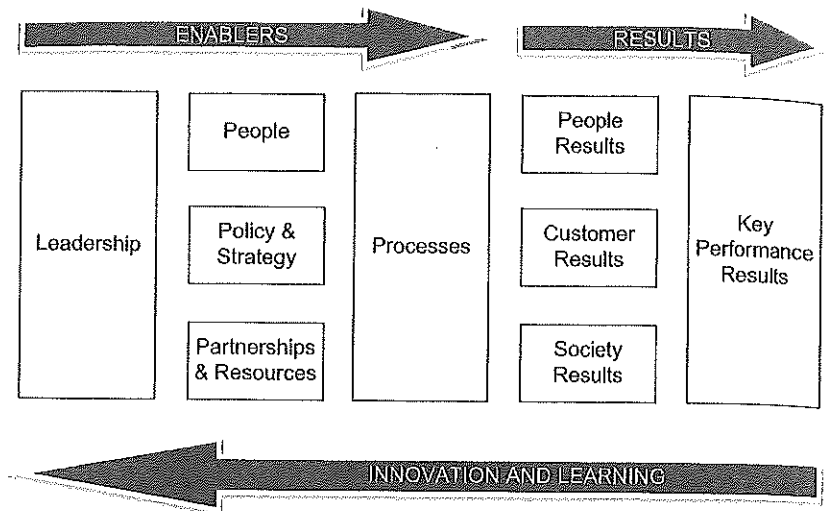 ENABLERS
RESULTS
Leadership
People
Policy &
Strategy
Partnerships
& Resources
Processes
People
Results
Customer
Results
Society
Results
Key
Performance
Results
INNOVATION AND LEARNING